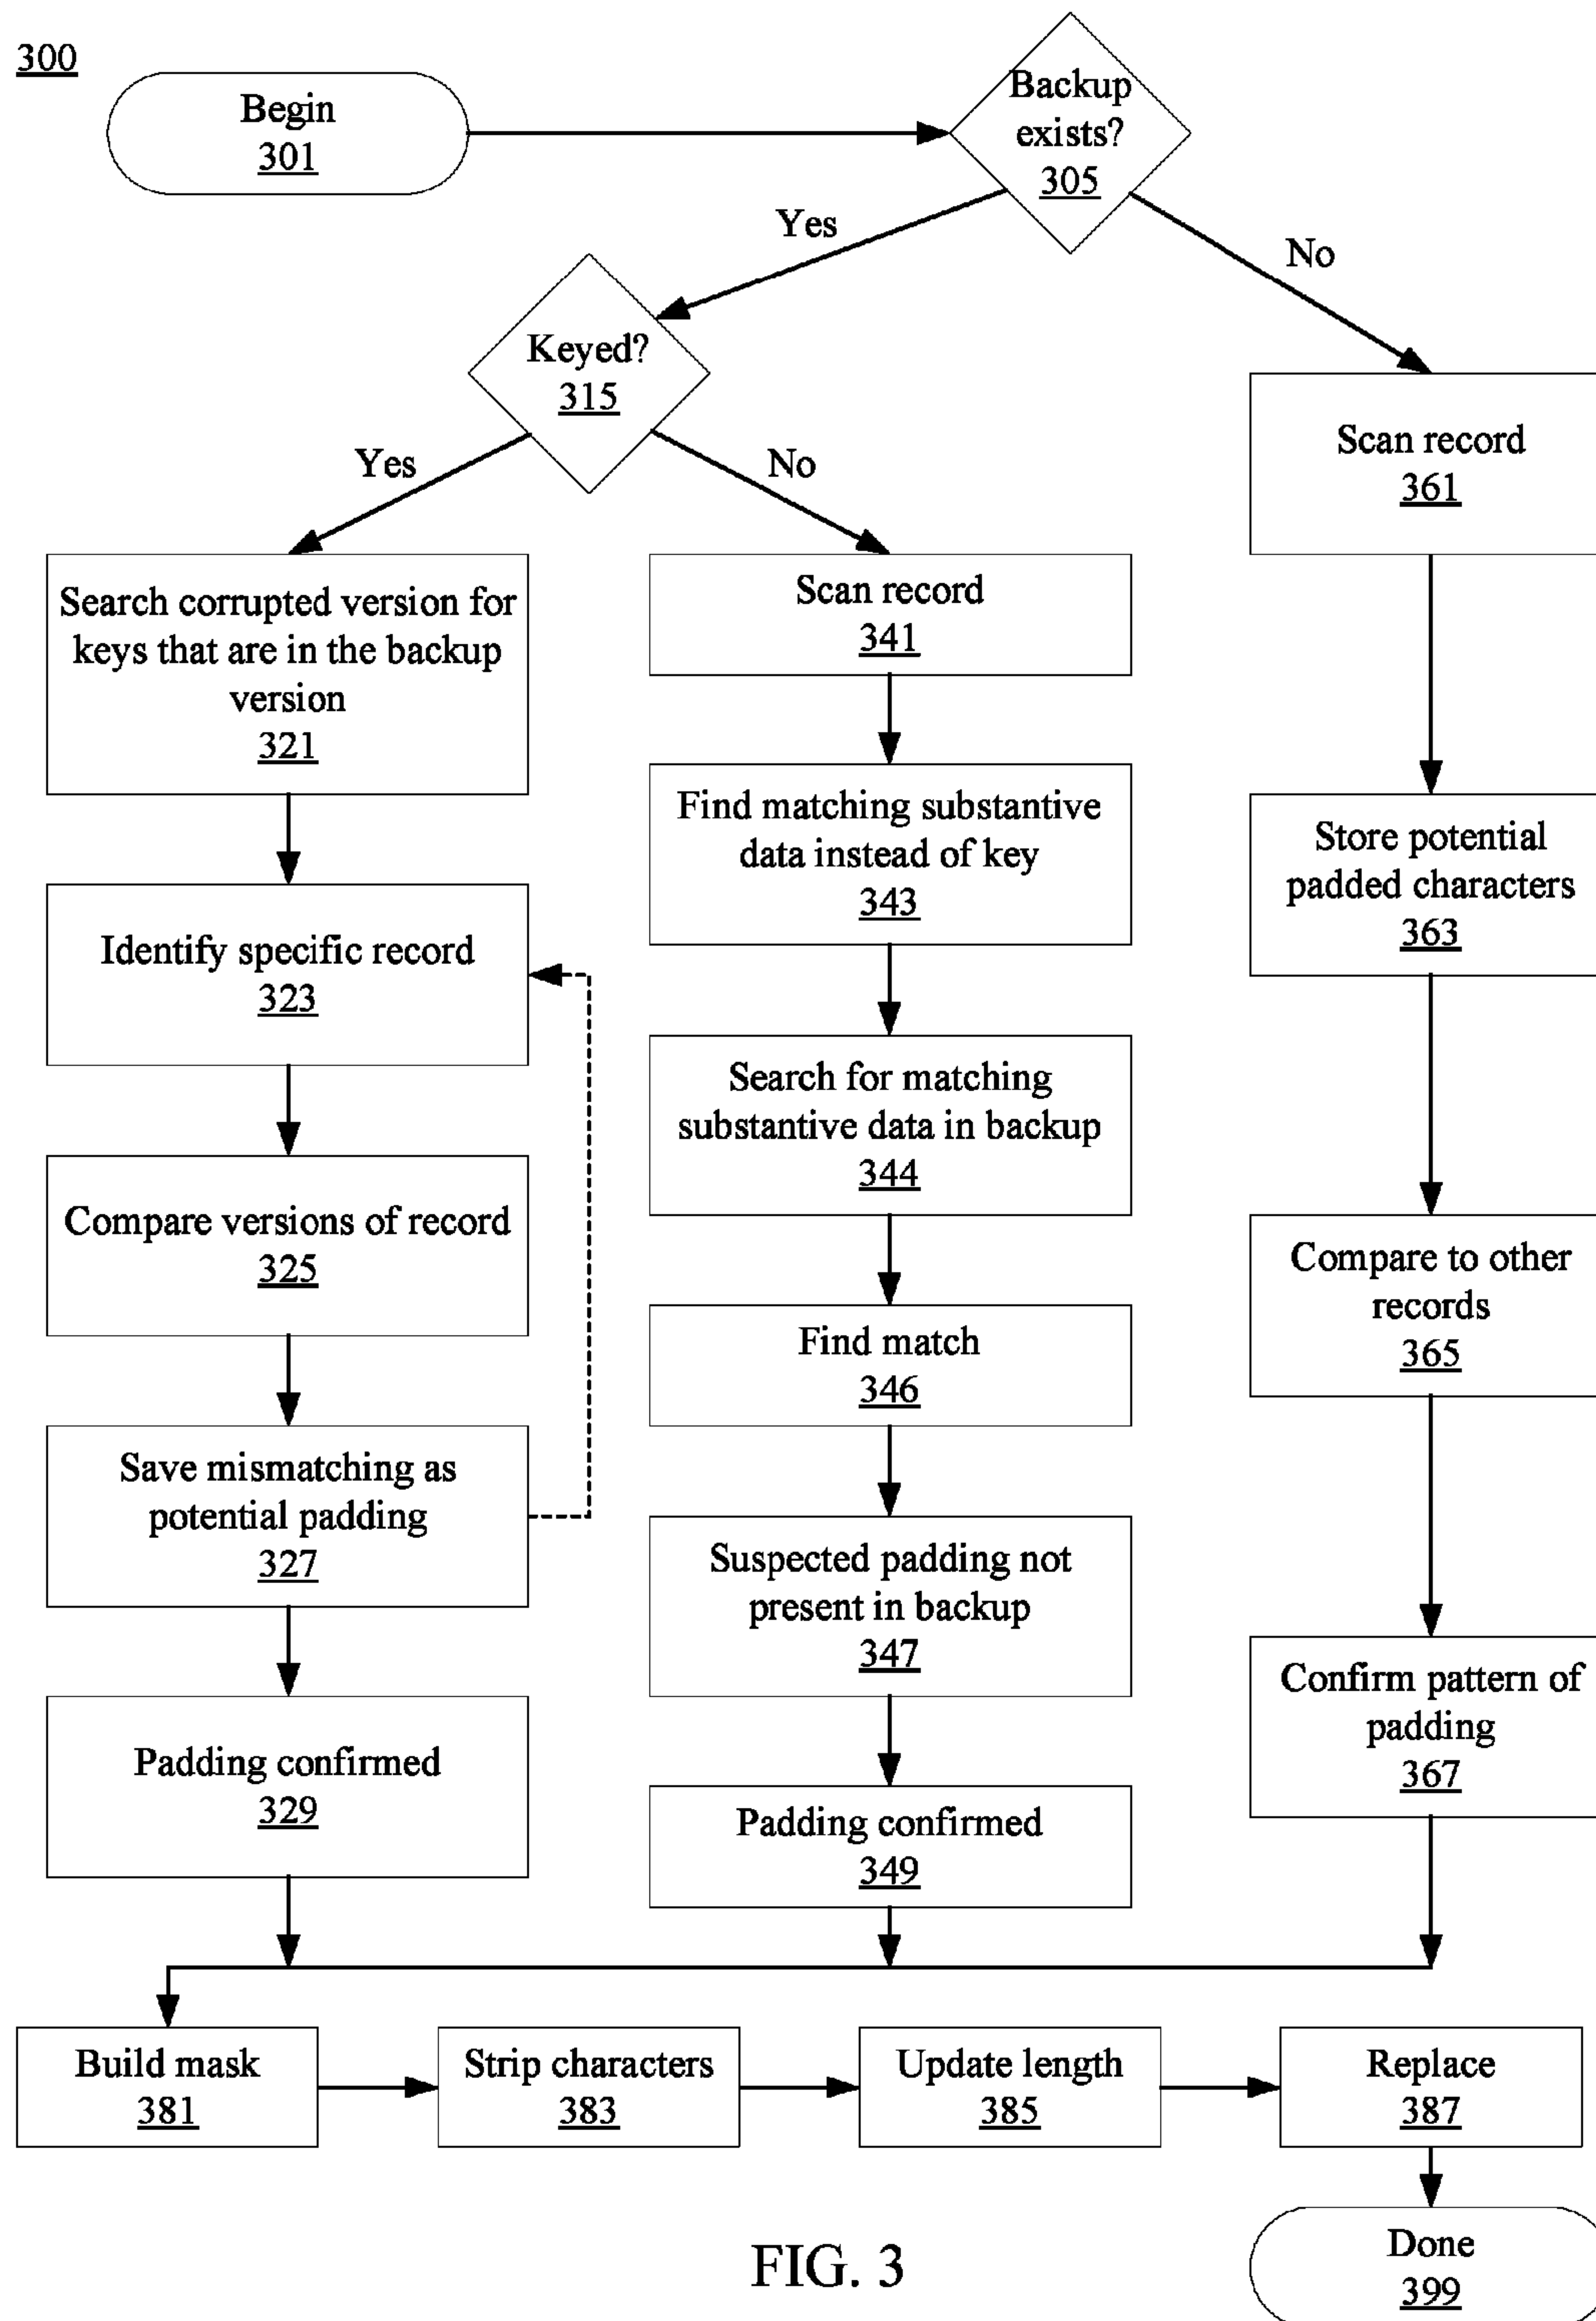 300
Begin
301
Backup
exists?
305
Yes
No
Keyed?
315
Yes
No
Search corrupted version for
keys that are in the backup
version
321
Identify specific record
323
Compare versions of record
325
Save mismatching as
potential padding
327
Padding confirmed
329
Scan record
341
Find matching substantive
data instead of key
343
Search for matching
substantive data in backup
344
Find match
346
Suspected padding not
present in backup
347
Padding confirmed
349
Scan record
361
Store potential
padded characters
363
Compare to other
records
365
Confirm pattern of
padding
367
Build mask
381
Strip characters
383
Update length
385
Replace
387
Done
399
FIG. 3